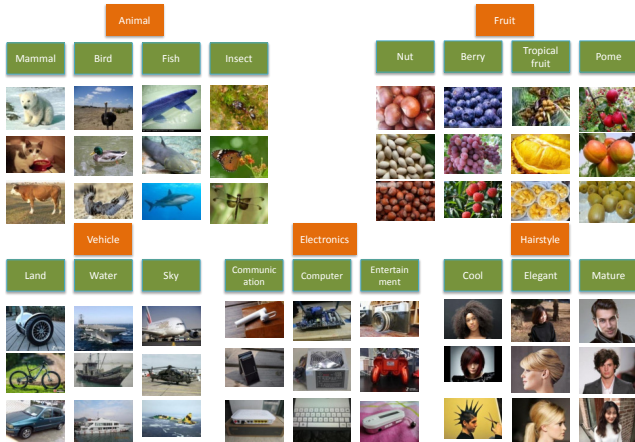 Animal
Fruit
Mammal
Bird
Fish
Insect
Nut
Berry
Tropical
fruit
Pome
Vehicle
Electronics
Hairstyle
Land
Water
Sky
Communic
ation
Computer
Entertain
ment
Cool
Elegant
Mature